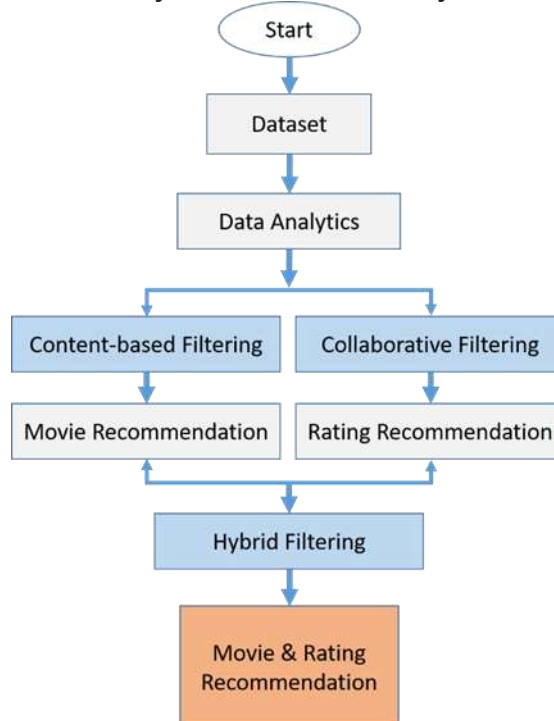 Start
Dataset
Data Analytics
Content-based Filtering
Collaborative Filtering
Movie Recommendation
Rating Recommendation
Hybrid Filtering
Movie & Rating
Recommendation